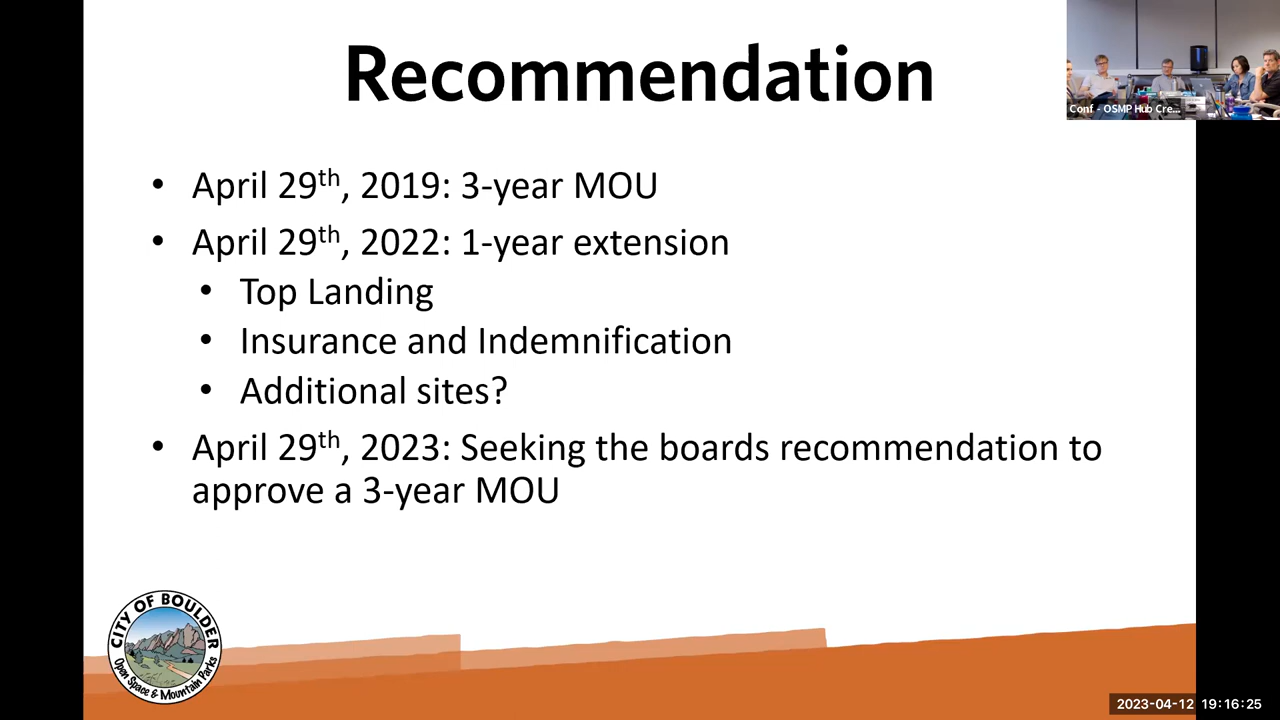 Recommendation
Conf - OSMP Hub Cre...
• April 29th, 2019: 3-year MOU
• April 29th, 2022: 1-year extension
• Top Landing
• Insurance and Indemnification
• Additional sites?
• April 29th, 2023: Seeking the boards recommendation to
approve a 3-year MOU
CITY OF BOULDER
Open Space & Mountain Parks
2023-04-12 19:16:25